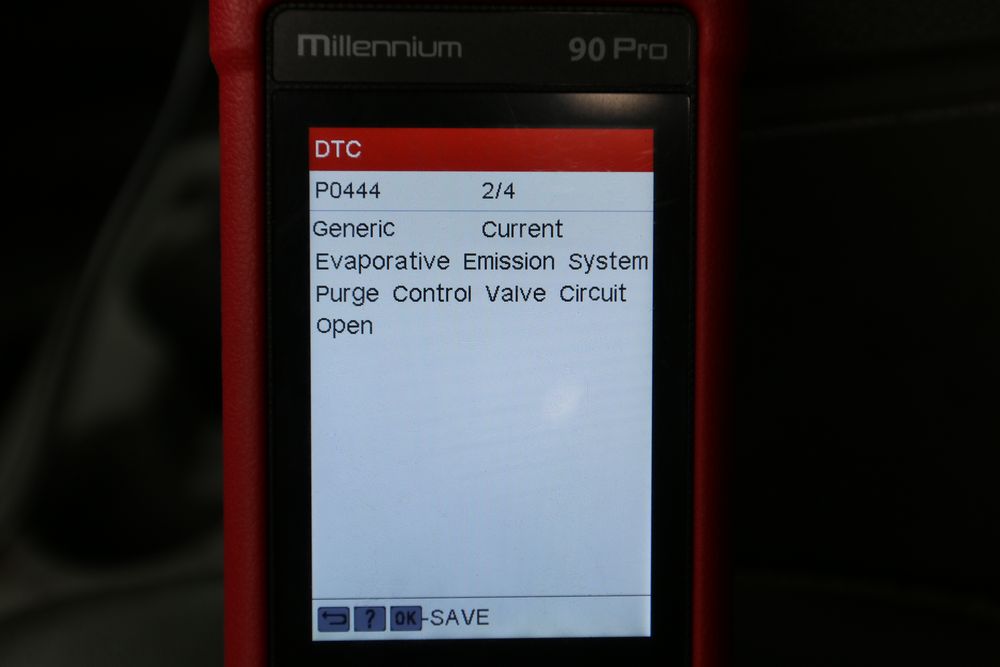 Millennium 90 Pro
DTC
P0444 2/4
Generic Current
Evaporative Emission System
Purge Control Valve Circuit
Open
? OK-SAVE